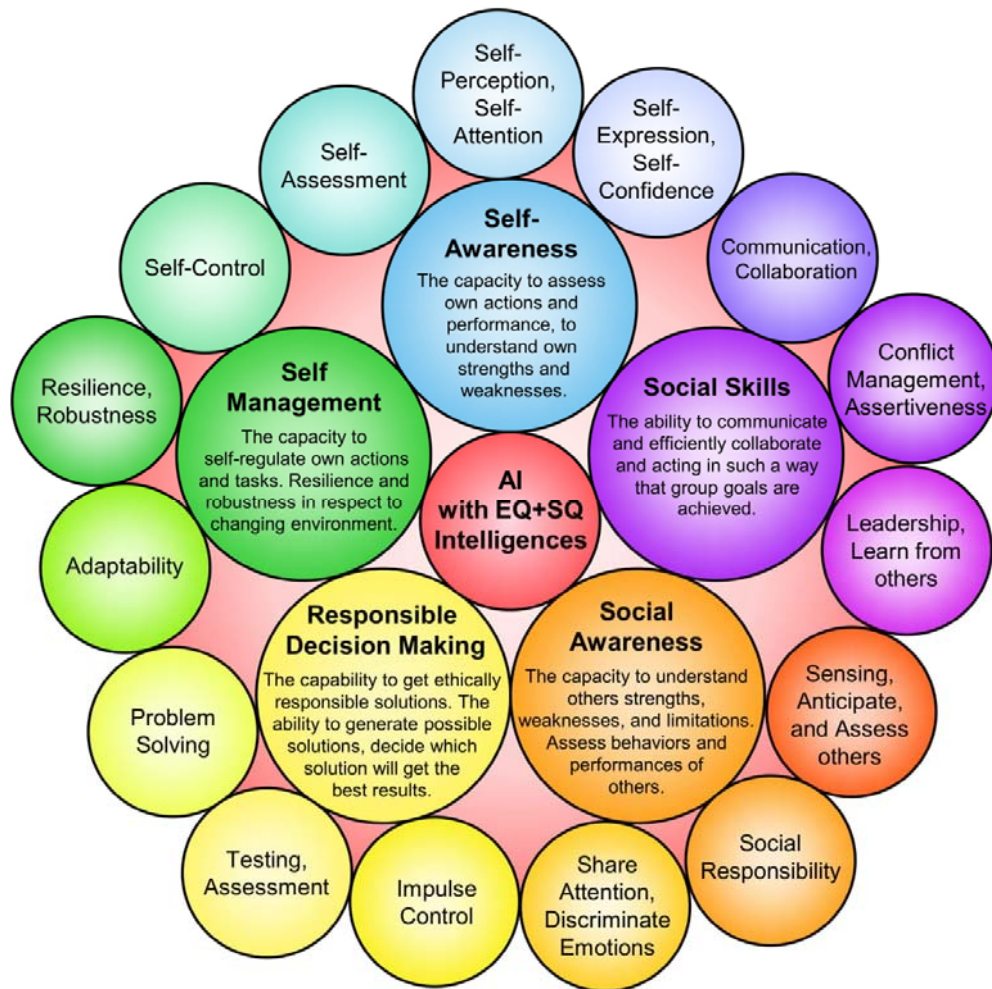 Self-
Perception,
Self-
Attention
Self-
Expression,
Self-
Confidence
Self-
Assessment
Self-
Awareness
The capacity to assess
own actions and
performance, to
understand own
strengths and
weaknesses.
Communication,
Collaboration
Self-Control
Conflict
Management,
Assertiveness
Resilience,
Robustness
Self
Management
The capacity to
self-regulate own actions
and tasks. Resilience and
robustness in respect to
changing environment.
Social Skills
The ability to communicate
and efficiently collaborate
and acting in such a way
that group goals are
achieved.
AI
with EQ+SQ
Intelligences
Leadership,
Learn from
others
Adaptability
Responsible
Decision Making
The capability to get ethically
responsible solutions. The
ability to generate possible
solutions, decide which
solution will get the
best results.
Social
Awareness
The capacity to understand
others strengths,
weaknesses, and limitations.
Assess behaviors and
performances of
others.
Sensing,
Anticipate,
and Assess
others
Problem
Solving
Social
Responsibility
Testing,
Assessment
Impulse
Control
Share
Attention,
Discriminate
Emotions